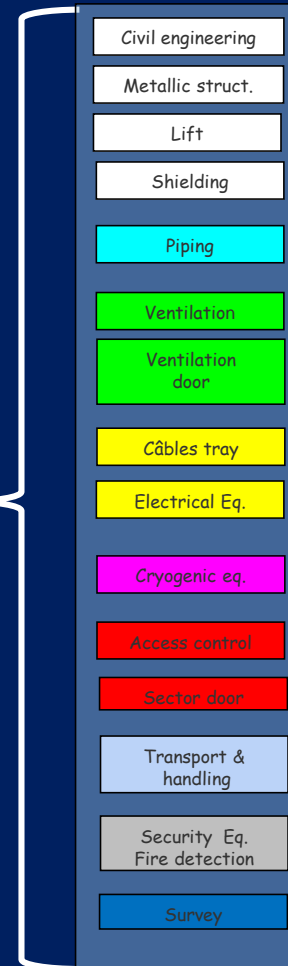 Civil engineering
Metallic struct.
Lift
Shielding
Piping
Ventilation
Ventilation
door
Câbles tray
Electrical Eq.
Cryogenic eq.
Access control
Sector door
Transport &
handling
Security Eq.
Fire detection
Survey